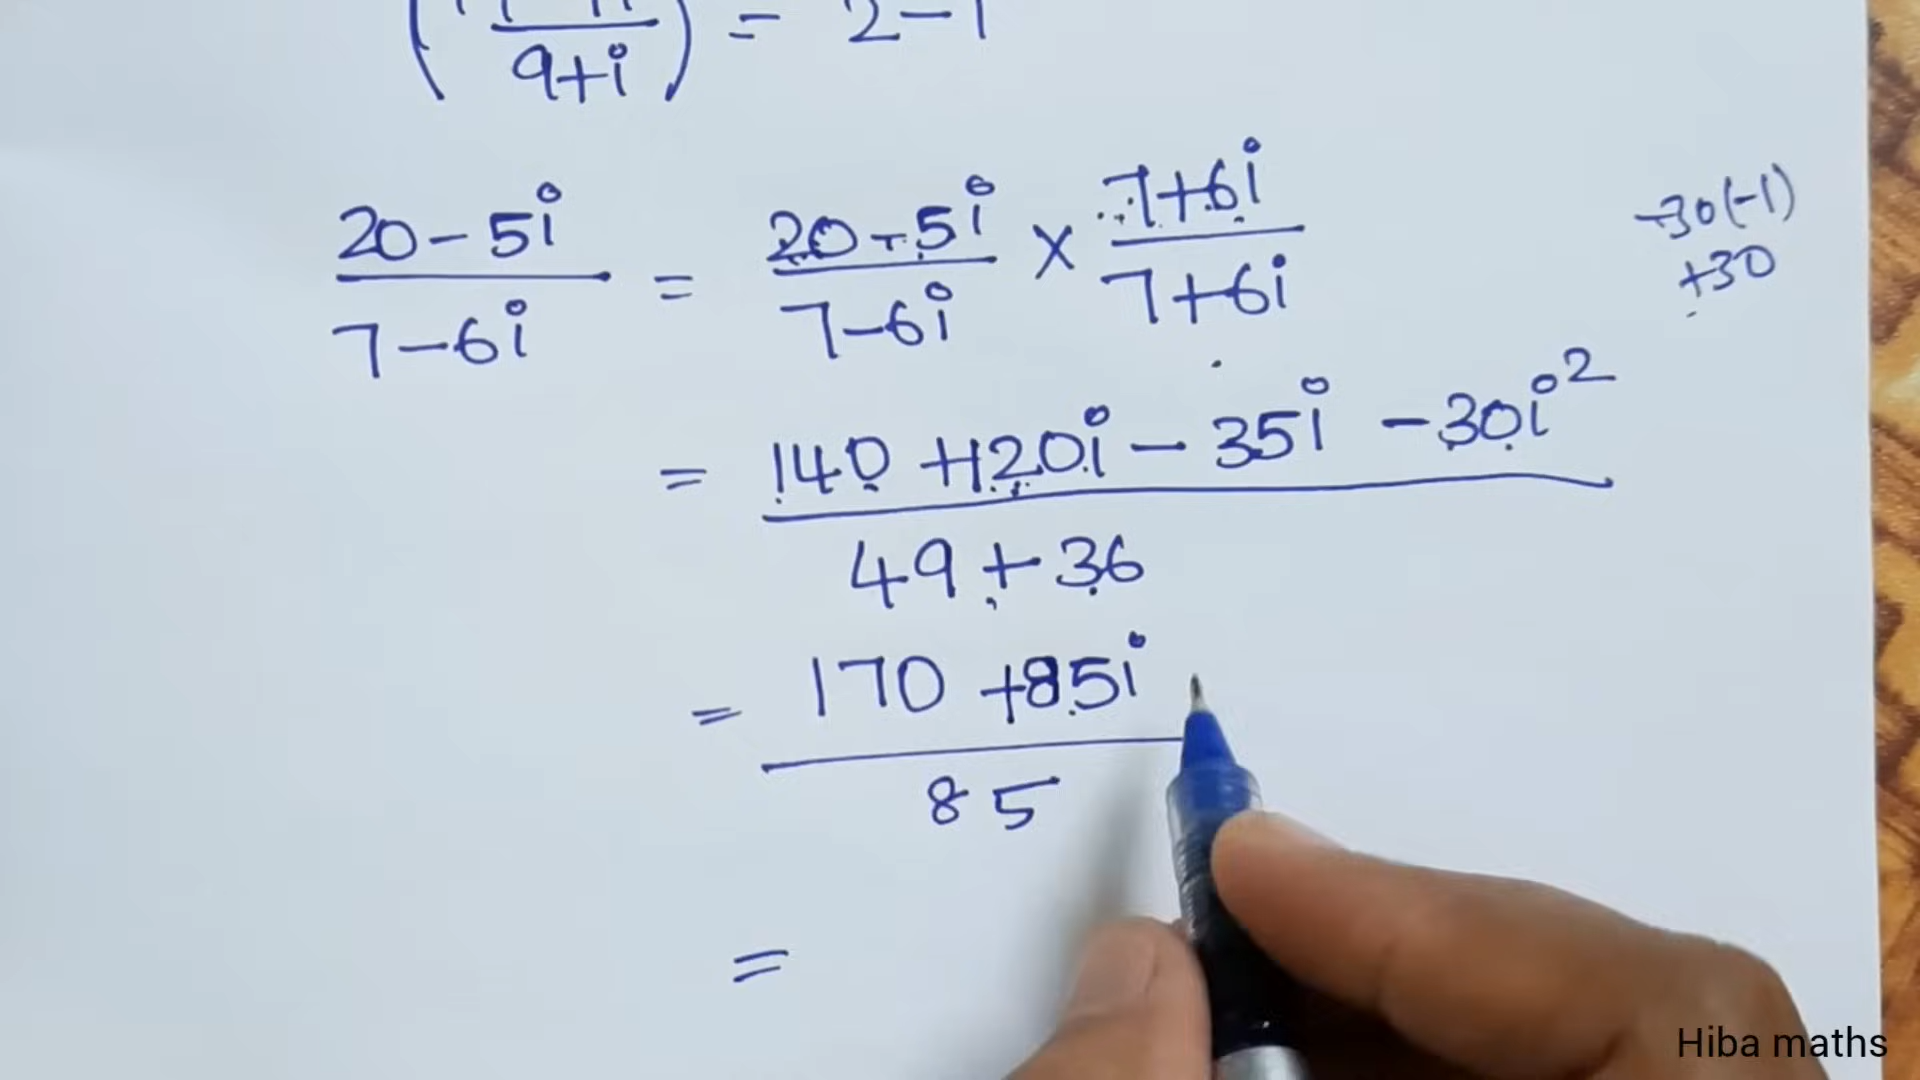 9+i ) = 2-i
20-5i / 7-6i = 20-5i / 7-6i × 7+6i / 7+6i
-30(-1)
+30
= 140 +120i - 35i - 30i² / 49 + 36
= 170 +85i / 85
=
Hiba maths